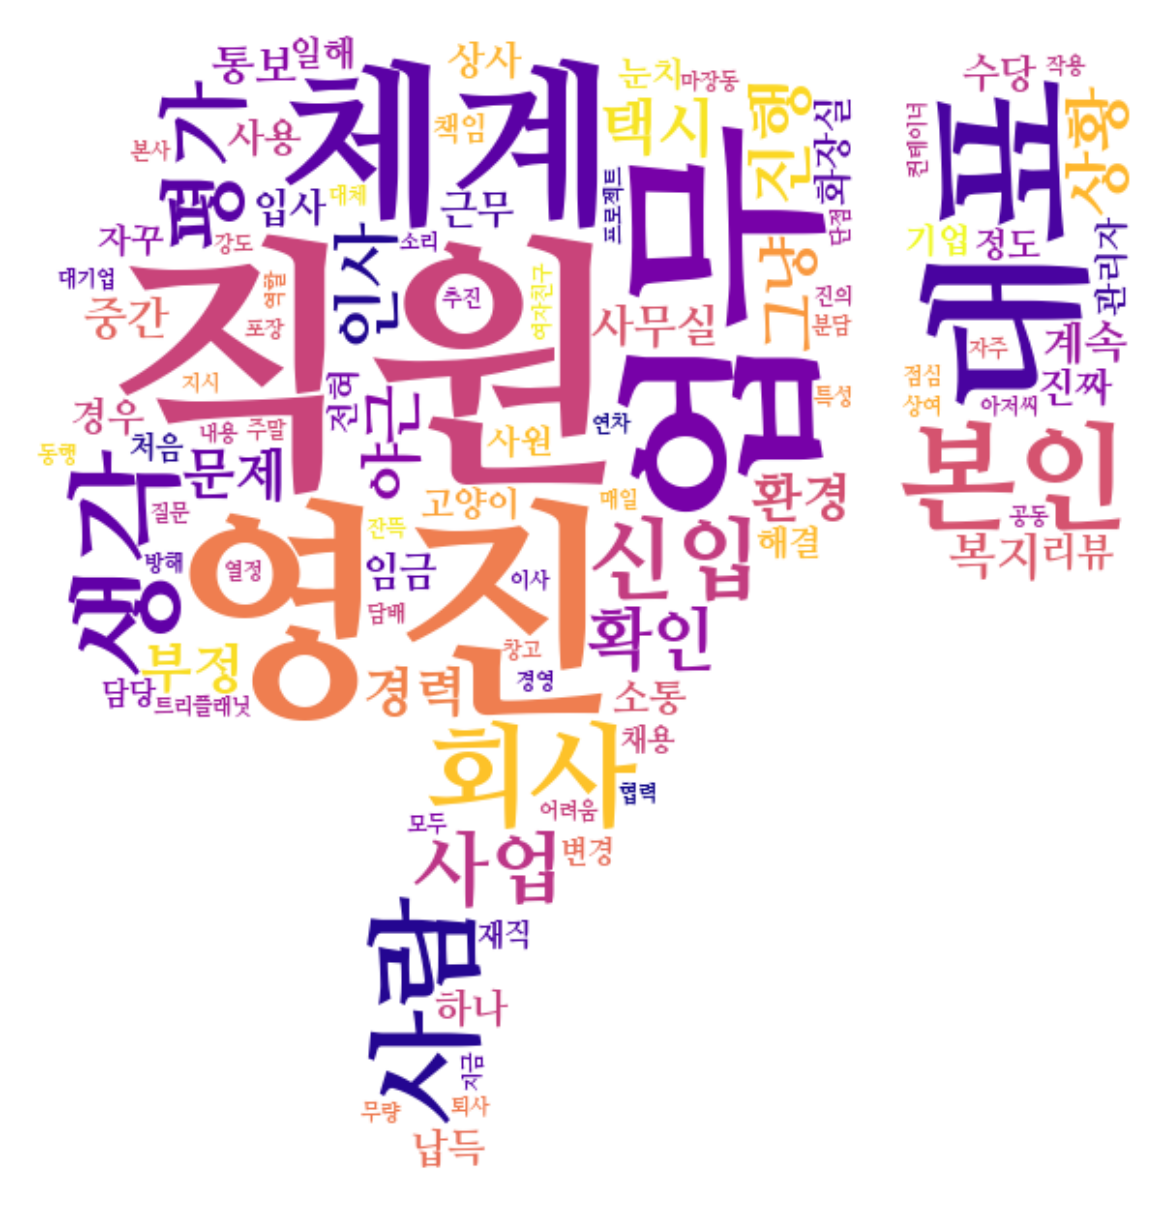 통보
일해
상사
눈치
마장동
수당
작용
체계
평가
사용
책임
택시
진행
화장실
대표
상황
컨테이너
본사
입사
대체
근무
프로젝트
업무
단점
자꾸
강도
인사
소리
그냥
기업
정도
관리자
대기업
직원
역할
추진
여자친구
진의
중간
포장
사무실
분담
계속
자주
지시
전형
야근
특성
점심
진짜
경우
내용
주말
사원
연차
상여
아저씨
동행
처음
문제
본인
생각
질문
고양이
매일
환경
공동
잔뜩
신입
해결
복지
리뷰
방해
영진
열정
임금
이사
담배
확인
부정
창고
담당
트리플래닛
경력
경영
소통
회사
채용
협력
어려움
모두
사업
변경
사람
재직
하나
지금
무량
퇴사
납득